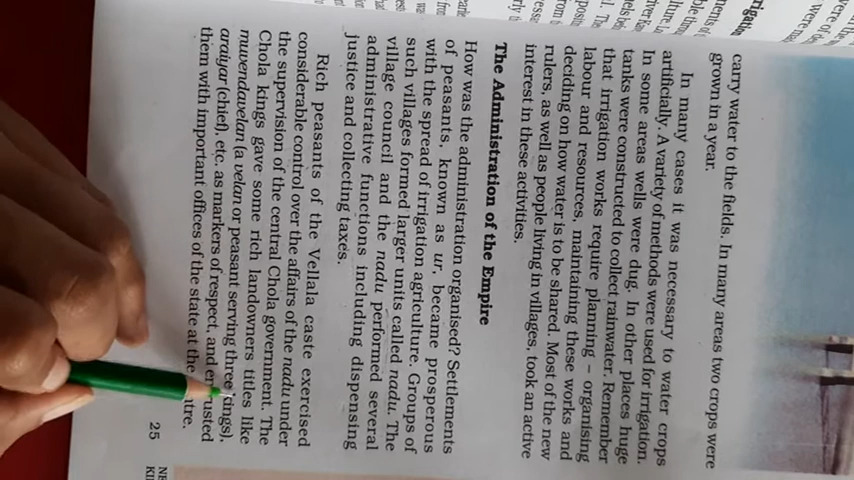 carry water to the fields. In many areas two crops were
grown in a year.
In many cases it was necessary to water crops
artificially. A variety of methods were used for irrigation.
In some areas wells were dug. In other places huge
tanks were constructed to collect rainwater. Remember
that irrigation works require planning – organising
labour and resources, maintaining these works and
deciding on how water is to be shared. Most of the new
rulers, as well as people living in villages, took an active
interest in these activities.
The Administration of the Empire
How was the administration organised? Settlements
of peasants, known as ur, became prosperous
with the spread of irrigation agriculture. Groups of
such villages formed larger units called nadu. The
village council and the nadu performed several
administrative functions including dispensing
justice and collecting taxes.
Rich peasants of the Vellala caste exercised
considerable control over the affairs of the nadu under
the supervision of the central Chola government. The
Chola kings gave some rich landowners titles like
muvendavelan (a velan or peasant serving three kings),
araiyar (chief), etc. as markers of respect, and entrusted
them with important offices of the state at the centre.
25